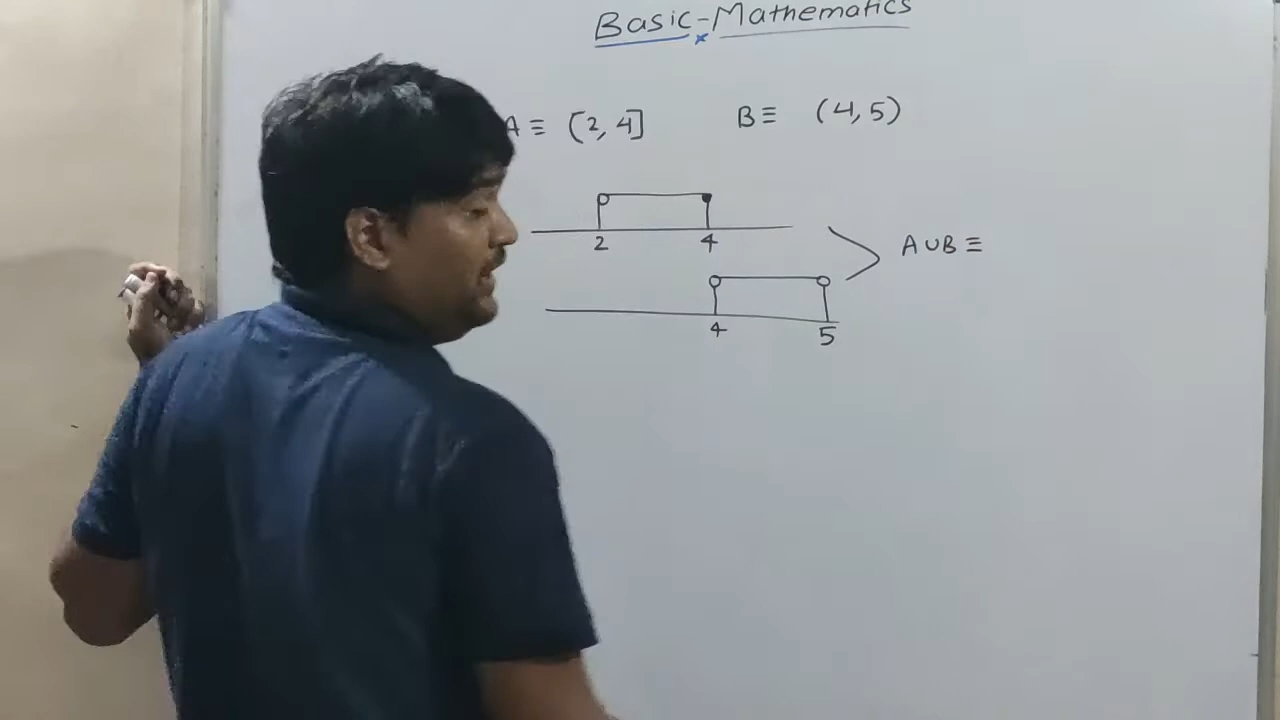 Basic-Mathematics
A ≡ (2, 4] B ≡ (4, 5)
2 4
A∪B ≡
4 5